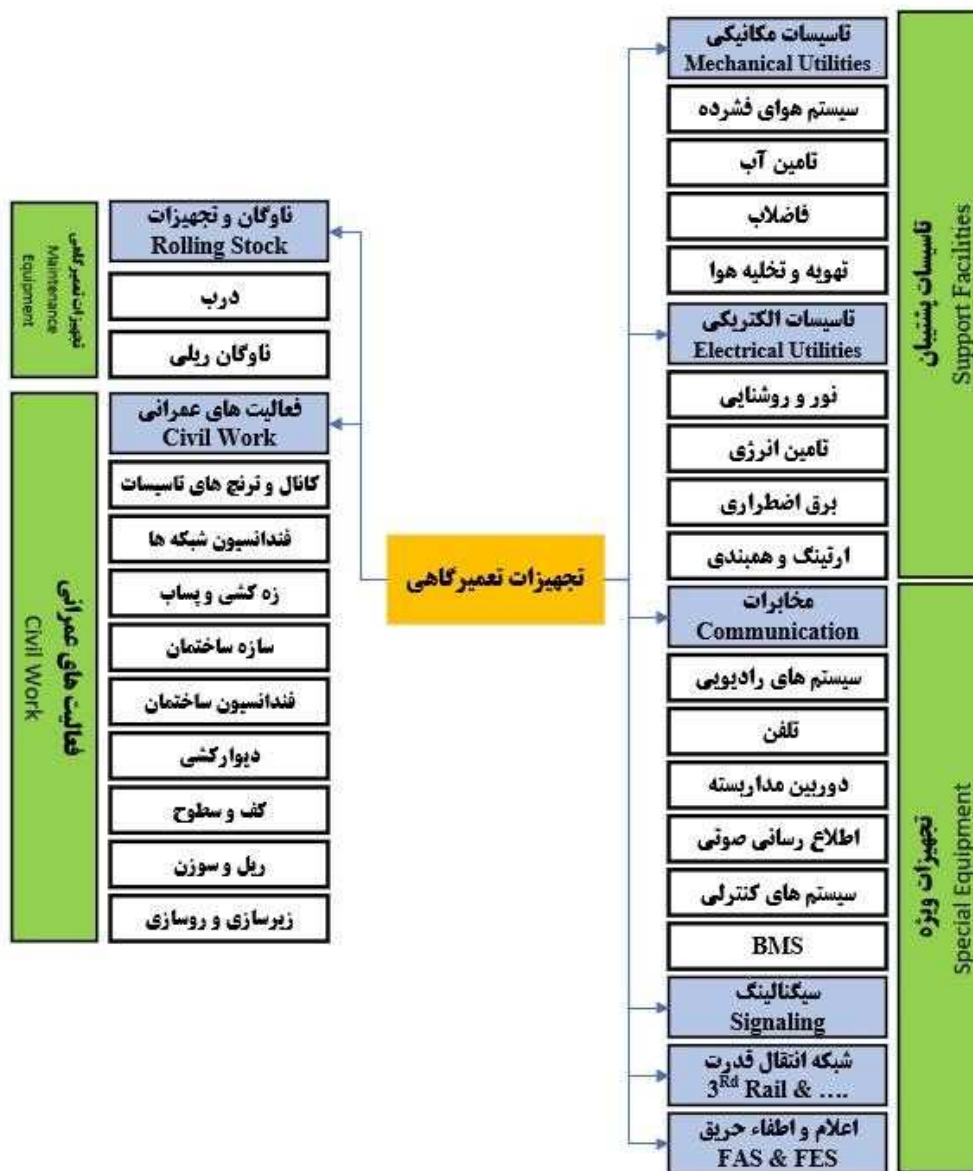 تاسیسات پشتیبان
Support Facilities
تاسیسات مکانیکی
Mechanical Utilities
سیستم هوای فشرده
تامین آب
فاضلاب
تهویه و تخلیه هوا
تاسیسات الکتریکی
Electrical Utilities
نور و روشنایی
تامین انرژی
برق اضطراری
ارتینگ و همبندی
تجهیزات ویژه
Special Equipment
مخابرات
Communication
سیستم های رادیویی
تلفن
دوربین مداربسته
اطلاع رسانی صوتی
سیستم های کنترلی
BMS
سیگنالینگ
Signaling
شبکه انتقال قدرت
3Rd Rail & ....
اعلام و اطفاء حریق
FAS & FES
تجهیزات تعمیرگاهی
ناوگان و تجهیزات
Rolling Stock
درب
ناوگان ریلی
تجهیزات تعمیرگاهی
Maintenance
Equipment
فعالیت های عمرانی
Civil Work
کانال و ترنچ های تاسیسات
فندانسیون شبکه ها
زه کشی و پساب
سازه ساختمان
فندانسیون ساختمان
دیوارکشی
کف و سطوح
ریل و سوزن
زیرسازی و روسازی
فعالیت های عمرانی
Civil Work